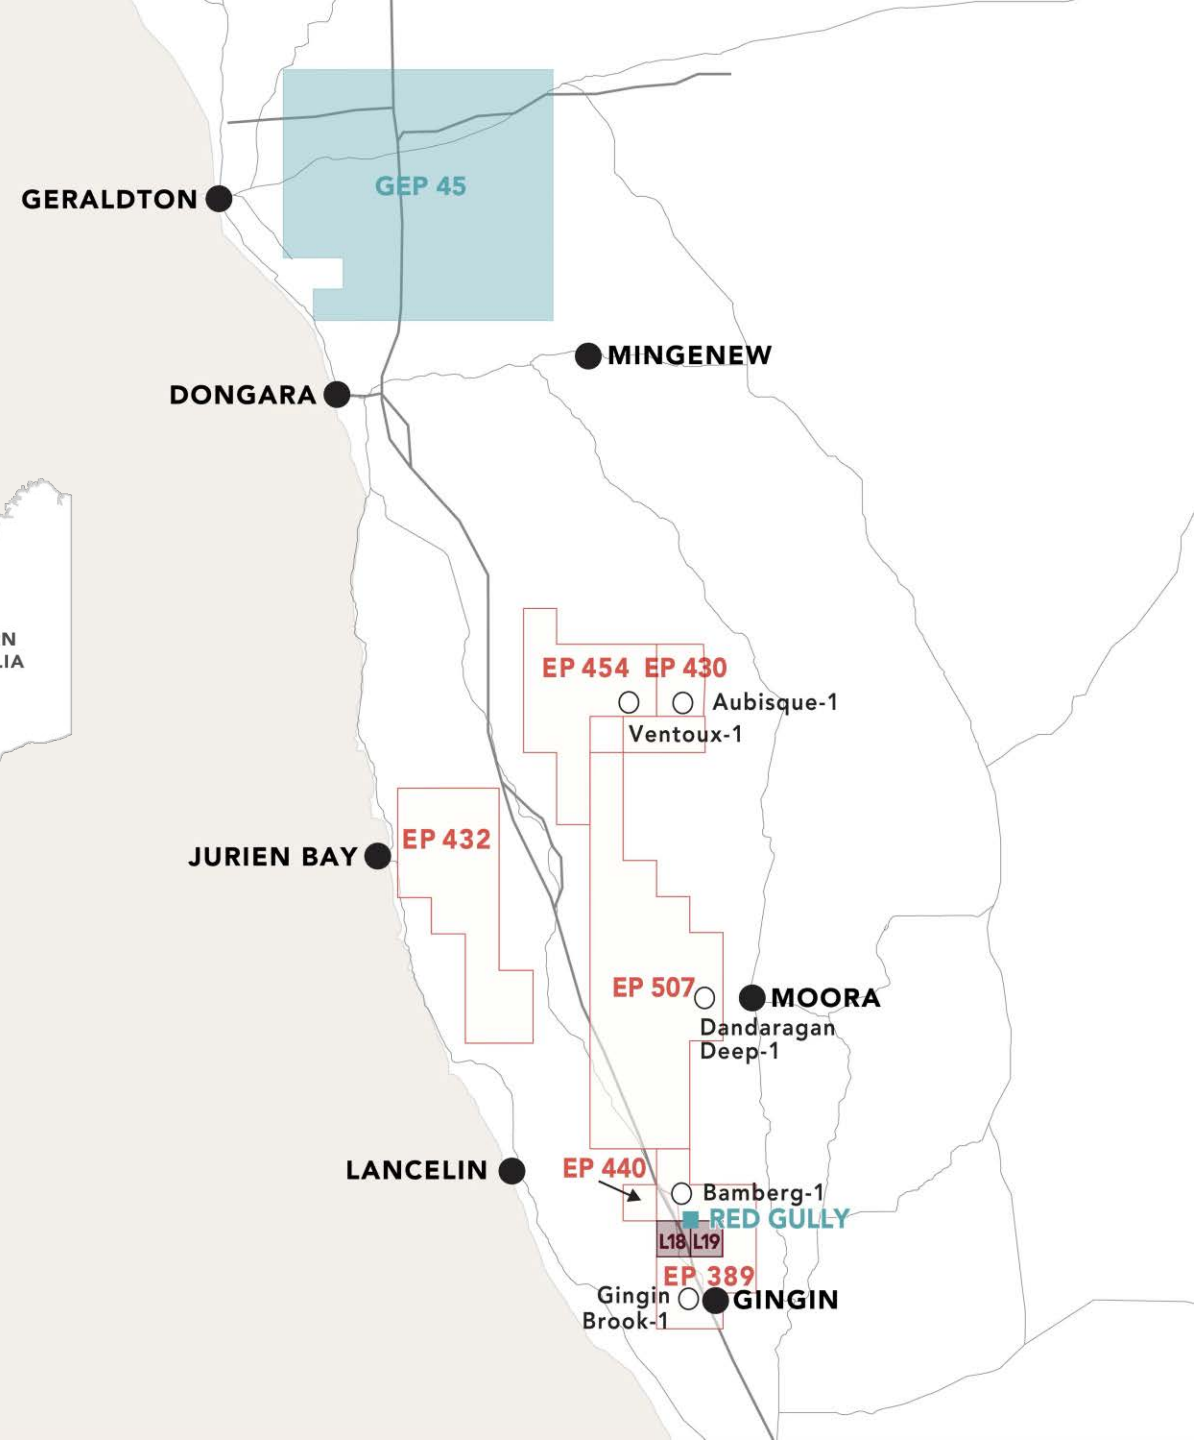 GEP 45
GERALDTON
MINGENEW
DONGARA
N
LIA
EP 454
EP 430
Aubisque-1
Ventoux-1
EP 432
JURIEN BAY
EP 507
MOORA
Dandaragan
Deep-1
EP 440
LANCELIN
Bamberg-1
RED GULLY
L18
L19
EP 389
Gingin
Brook-1
GINGIN